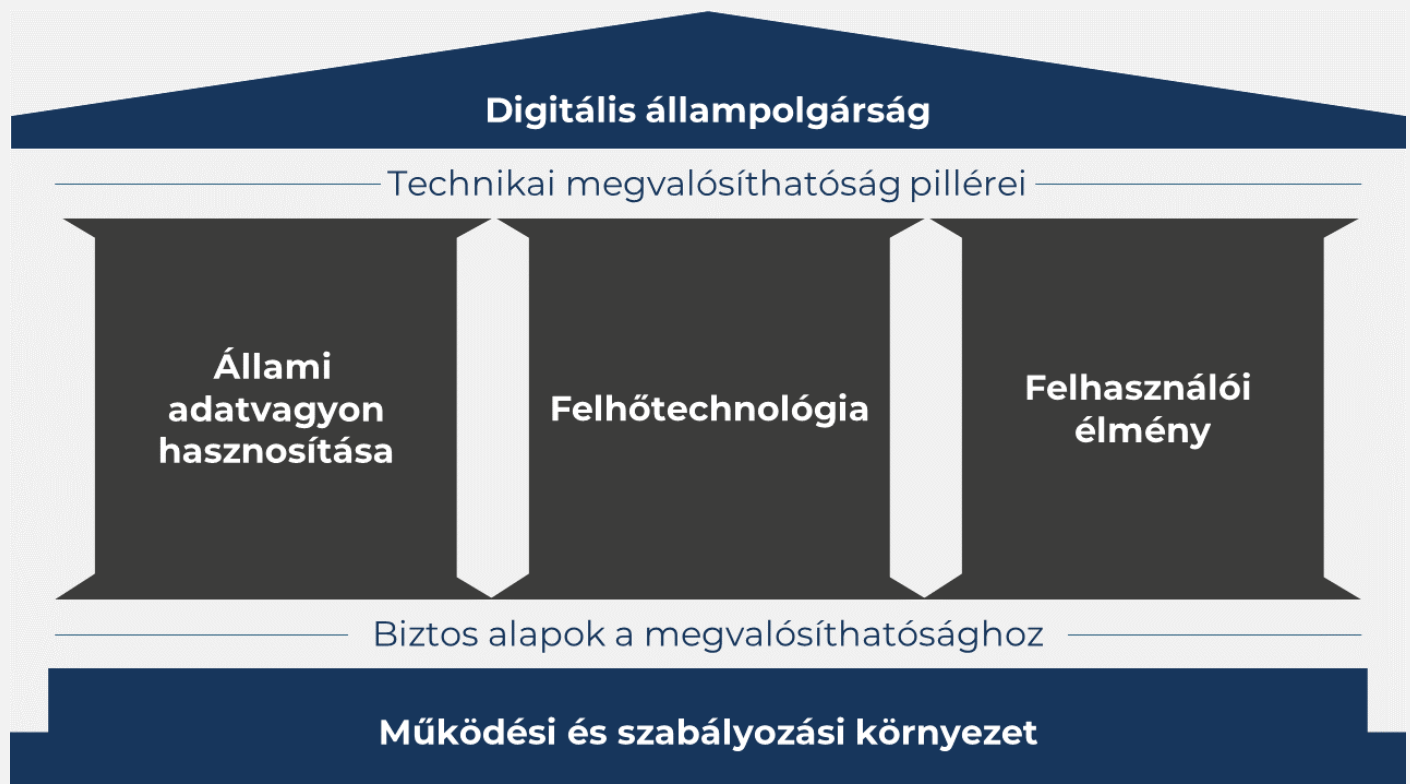 Digitális állampolgárság
Technikai megvalósíthatóság pillérei
Állami
adatvagyon
hasznosítása
Felhőtechnológia
Felhasználói
élmény
Biztos alapok a megvalósíthatósághoz
Működési és szabályozási környezet